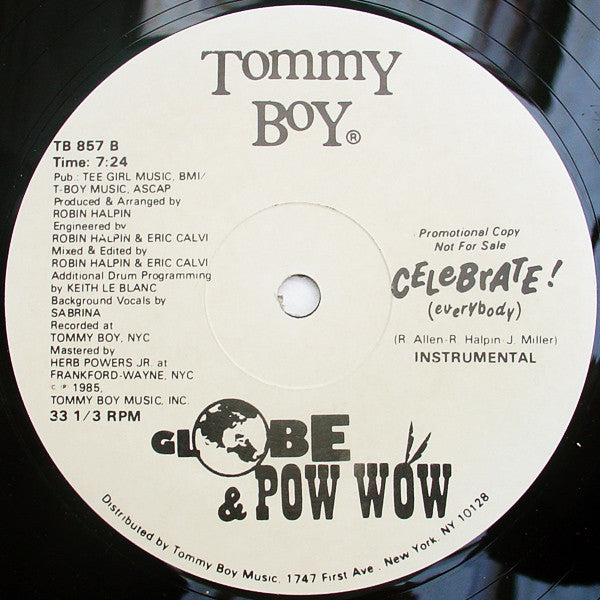 Tommy
Boy®
TB 857 B
Time: 7:24
Pub.: TEE GIRL MUSIC, BMI/
T-BOY MUSIC, ASCAP
Produced & Arranged by
ROBIN HALPIN
Engineered by
ROBIN HALPIN & ERIC CALVI
Mixed & Edited by
ROBIN HALPIN & ERIC CALVI
Additional Drum Programming
by KEITH LE BLANC
Background Vocals by
SABRINA
Recorded at
TOMMY BOY, NYC
Mastered by
HERB POWERS JR. at
FRANKFORD-WAYNE, NYC
© ℗ 1985,
TOMMY BOY MUSIC, INC.
33 1/3 RPM
Promotional Copy
Not For Sale
CELeBrATE!
(everybody)
(R. Allen-R. Halpin-J. Miller)
INSTRUMENTAL
GLOBE
& POW WOW
Distributed by Tommy Boy Music, 1747 First Ave., New York, NY 10128